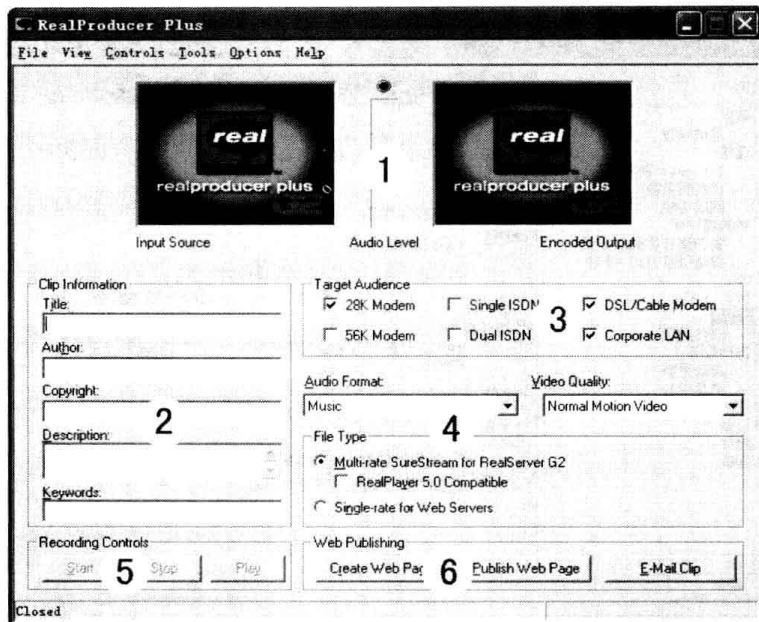 RealProducer Plus
File View Controls Tools Options Help
real
realproducer plus
real
realproducer plus
1
Input Source
Audio Level
Encoded Output
Clip Information
Title:
Author:
Copyright:
Description:
Keywords:
2
Target Audience
28K Modem
Single ISDN
DSL/Cable Modem
56K Modem
Dual ISDN
Corporate LAN
3
Audio Format:
Music
Video Quality:
Normal Motion Video
4
File Type
Multi-rate SureStream for RealServer G2
RealPlayer 5.0 Compatible
Single-rate for Web Servers
Recording Controls
Start
5
Stop
Play
Web Publishing
Create Web Pag
6
Publish Web Page
E-Mail Clip
Closed